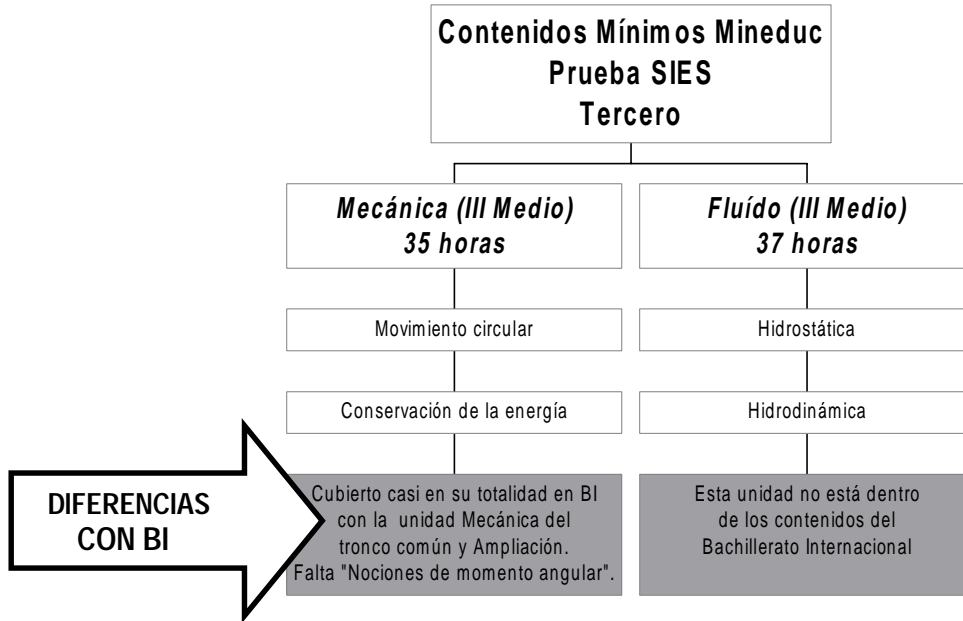 Contenidos Mínimos Mineduc
Prueba SIES
Tercero
Mecánica (III Medio)
35 horas
Fluído (III Medio)
37 horas
Movimiento circular
Hidrostática
Conservación de la energía
Hidrodinámica
DIFERENCIAS
CON BI
Cubierto casi en su totalidad en BI
con la unidad Mecánica del
tronco común y Ampliación.
Falta "Nociones de momento angular".
Esta unidad no está dentro
de los contenidos del
Bachillerato Internacional